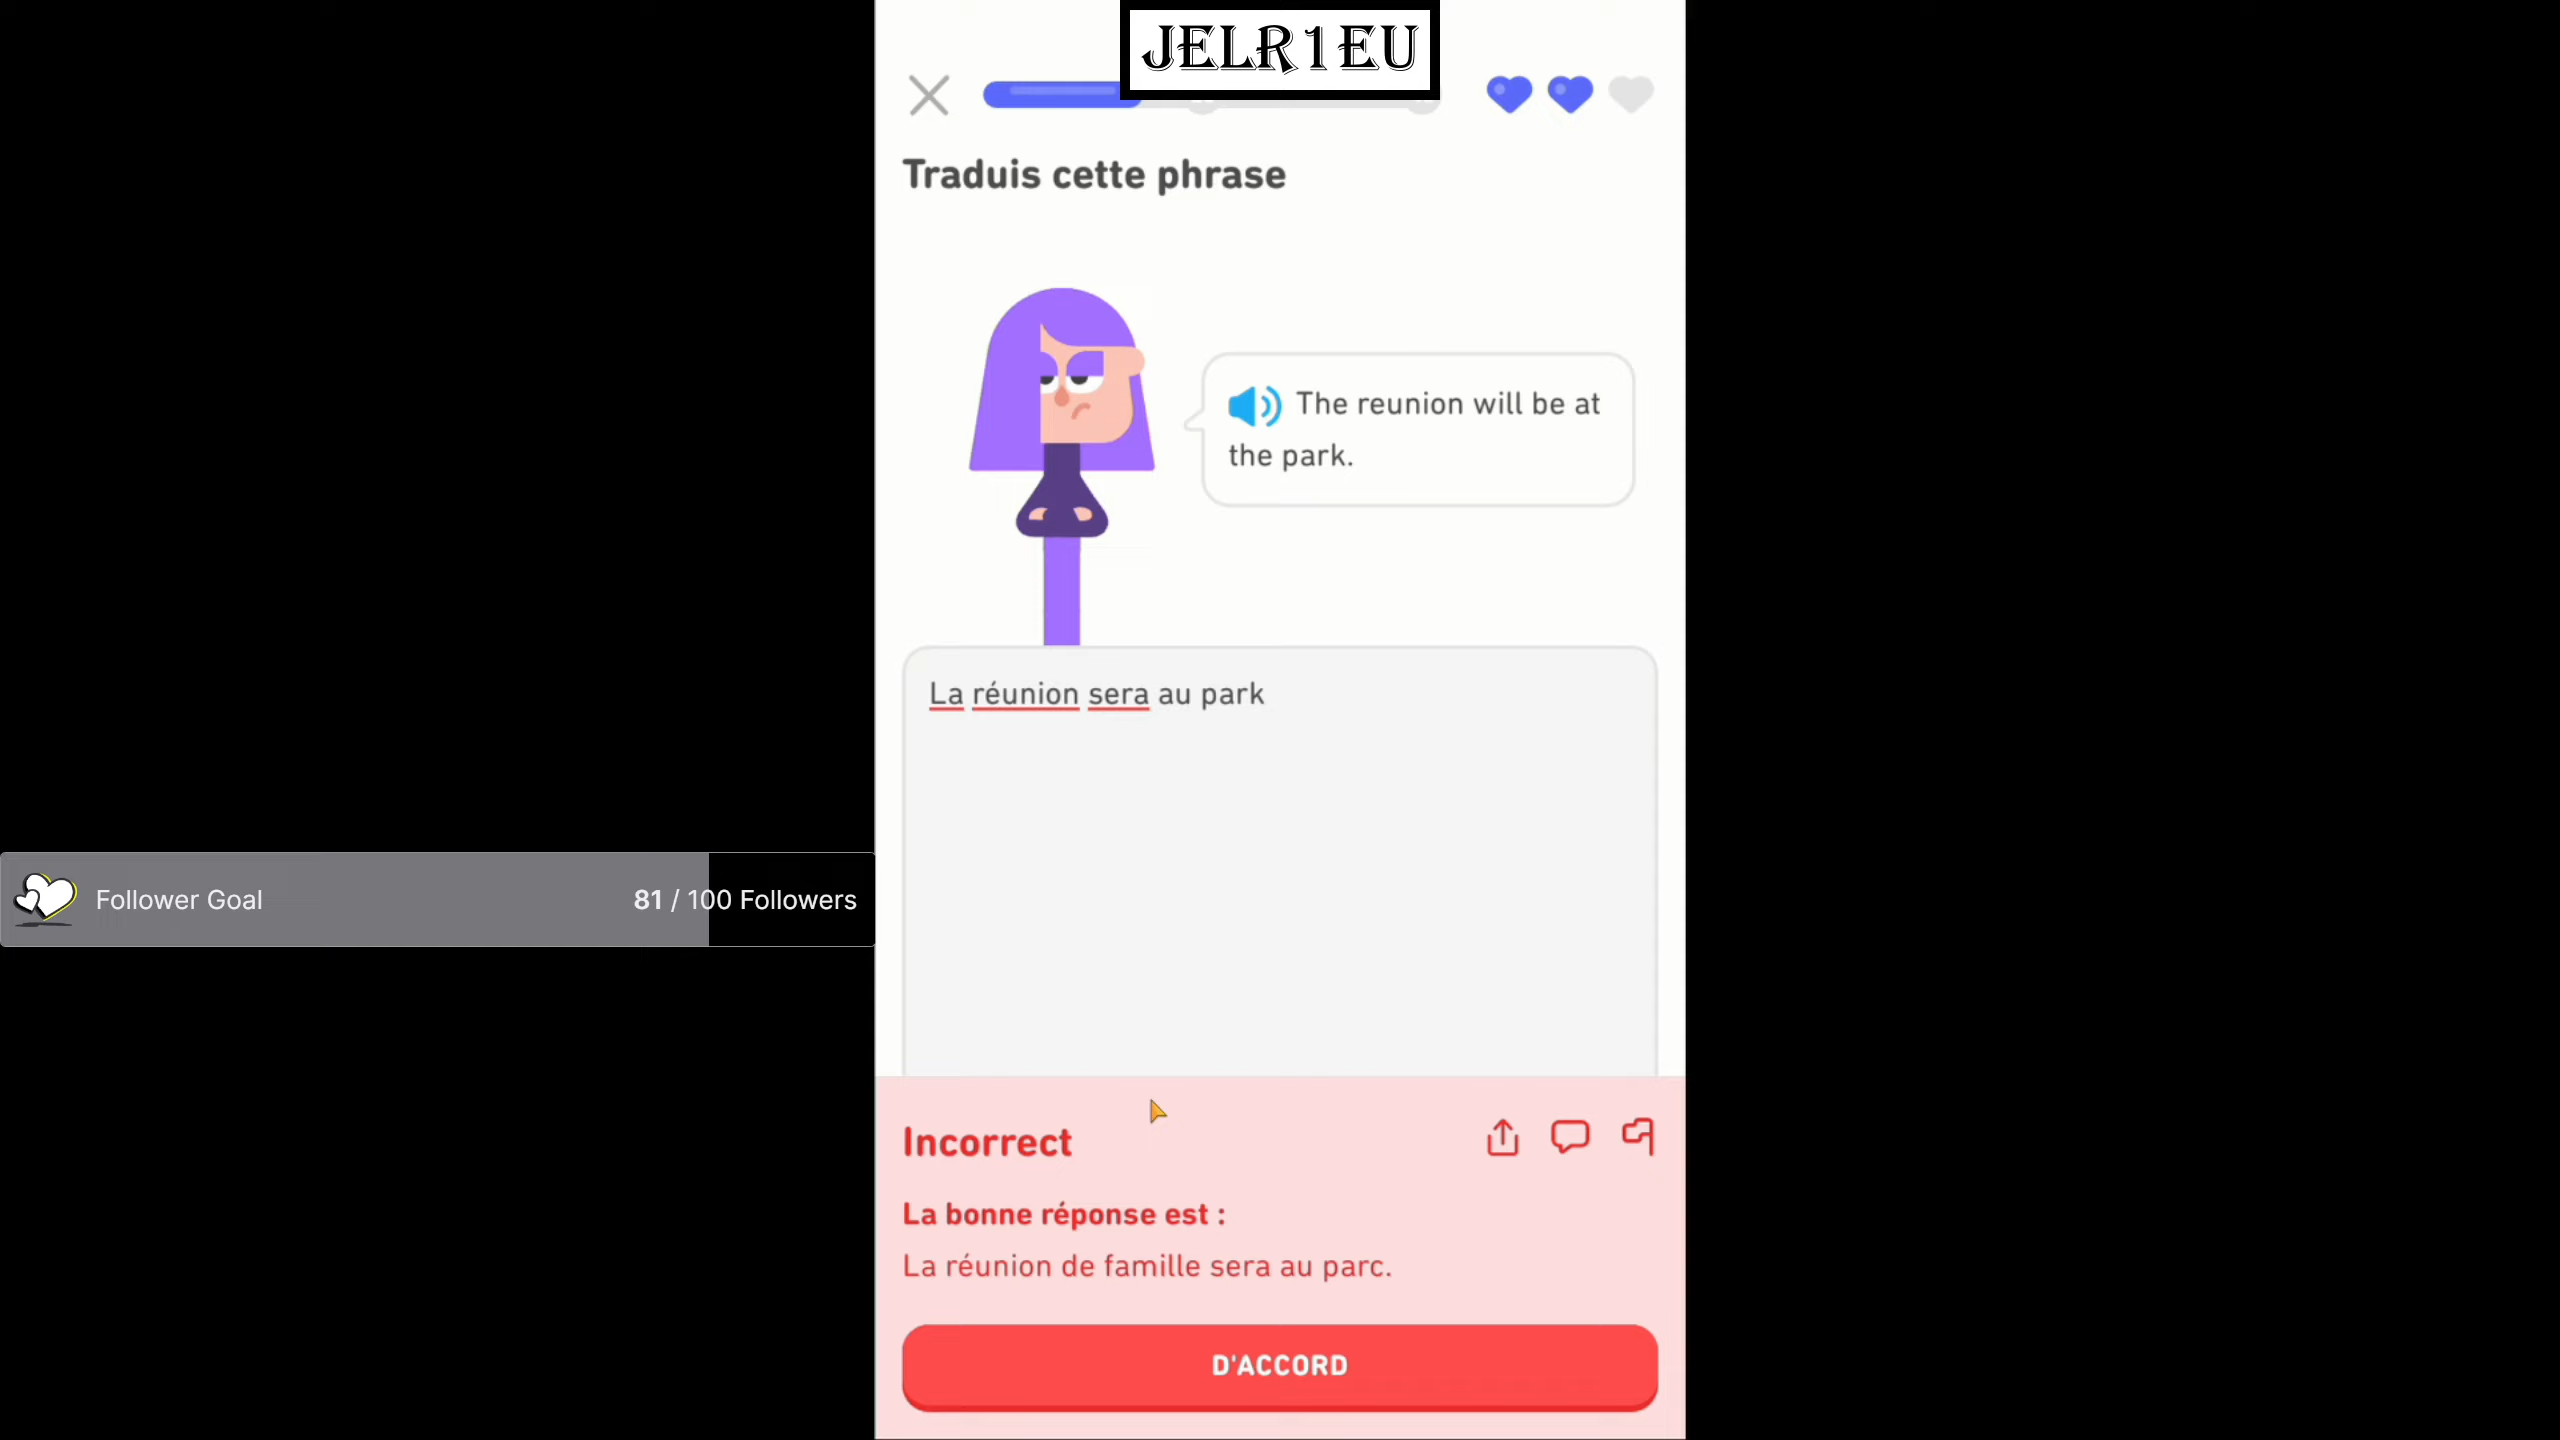 JELR1EU
Traduis cette phrase
The reunion will be at
the park.
La réunion sera au park
Follower Goal 81 / 100 Followers
Incorrect
La bonne réponse est :
La réunion de famille sera au parc.
D'ACCORD